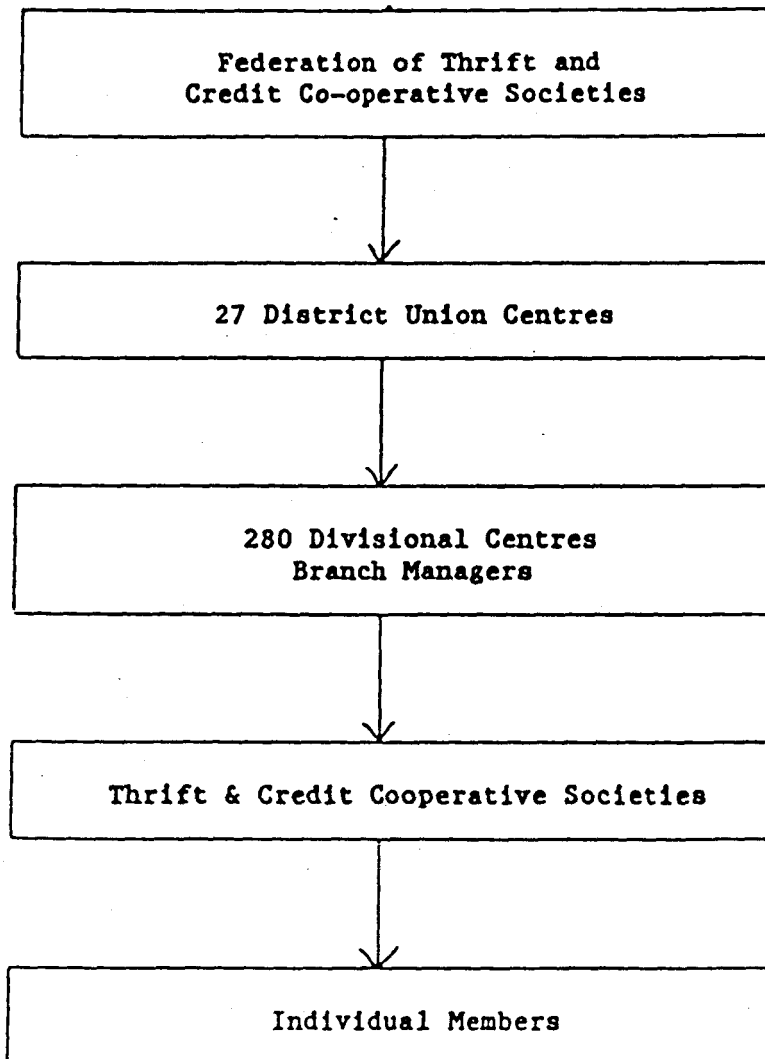 Federation of Thrift and
Credit Co-operative Societies
27 District Union Centres
280 Divisional Centres
Branch Managers
Thrift & Credit Cooperative Societies
Individual Members